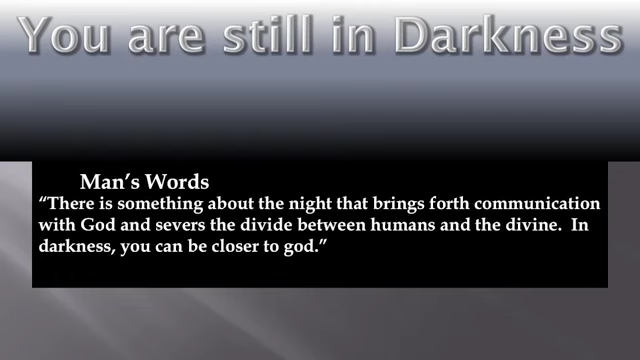 You are still in Darkness
Man’s Words
“There is something about the night that brings forth communication
with God and severs the divide between humans and the divine.  In
darkness, you can be closer to god.”